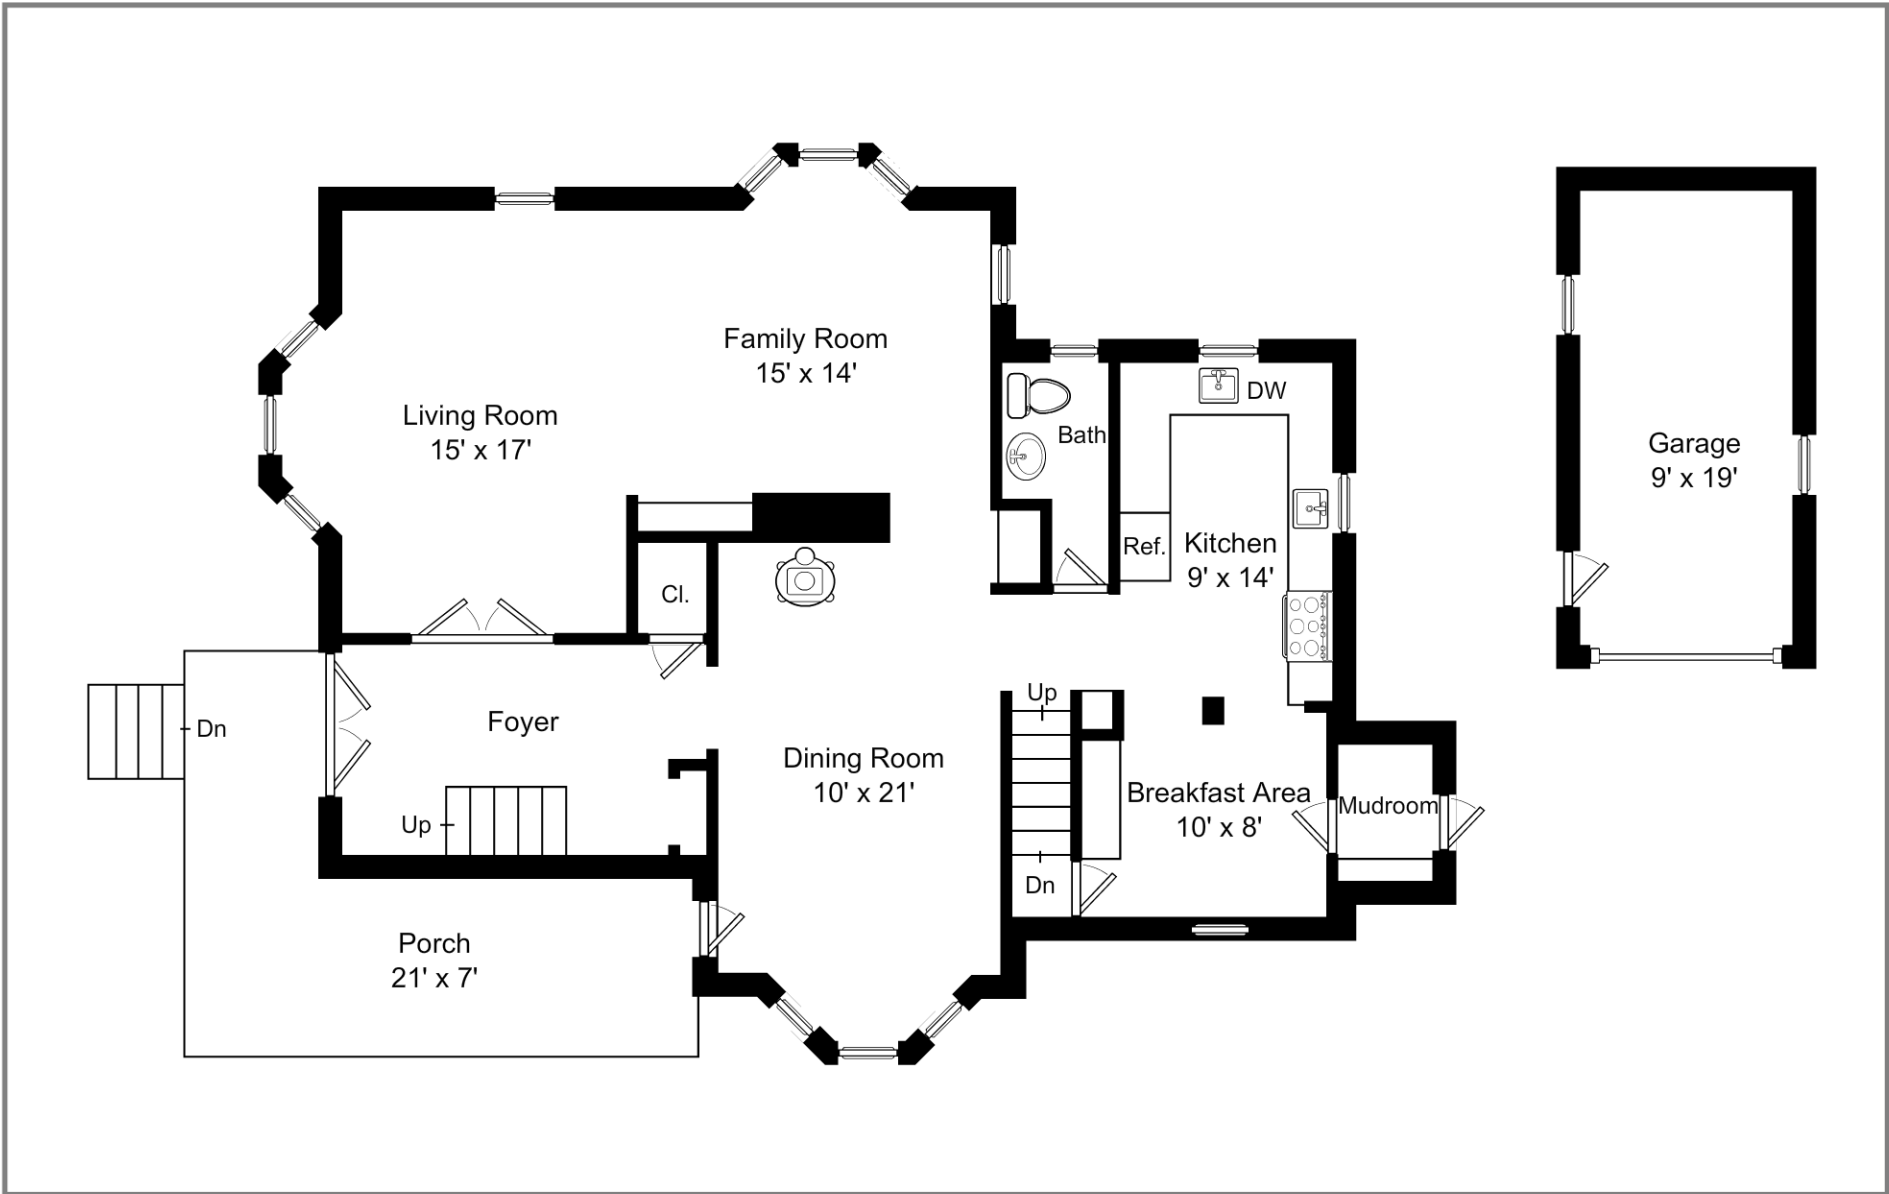 Family Room
15' x 14'
Living Room
15' x 17'
DW
Bath
Garage
9' x 19'
Ref.
Kitchen
9' x 14'
Cl.
Up
Foyer
Dn
Dining Room
10' x 21'
Breakfast Area
10' x 8'
Mudroom
Up
Dn
Porch
21' x 7'